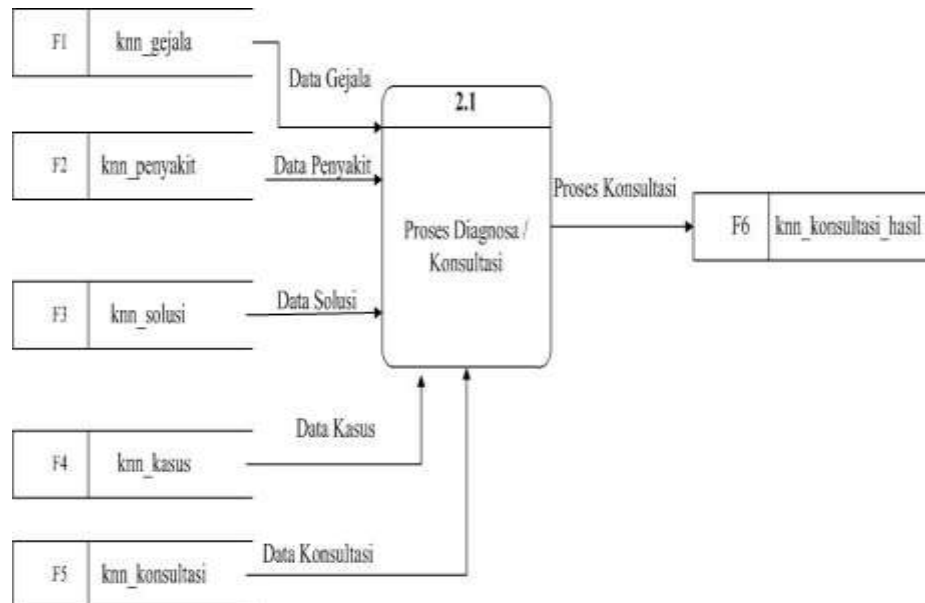 F1 knn_gejala
Data Gejala
2.1
F2 knn_penyakit
Data Penyakit
Proses Konsultasi
Proses Diagnosa /
Konsultasi
F6 knn_konsultasi_hasil
F3 knn_solusi
Data Solusi
Data Kasus
F4 knn_kasus
Data Konsultasi
F5 knn_konsultasi